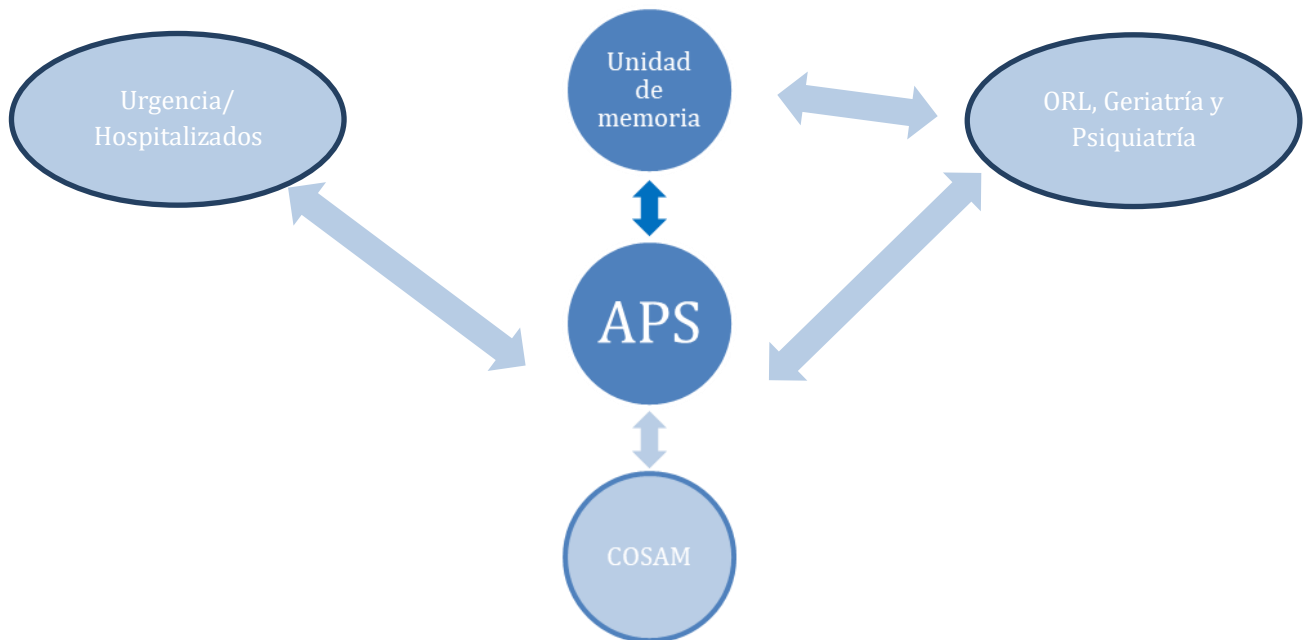 Urgencia/
Hospitalizados
Unidad
de
memoria
ORL, Geriatría y
Psiquiatría
APS
COSAM